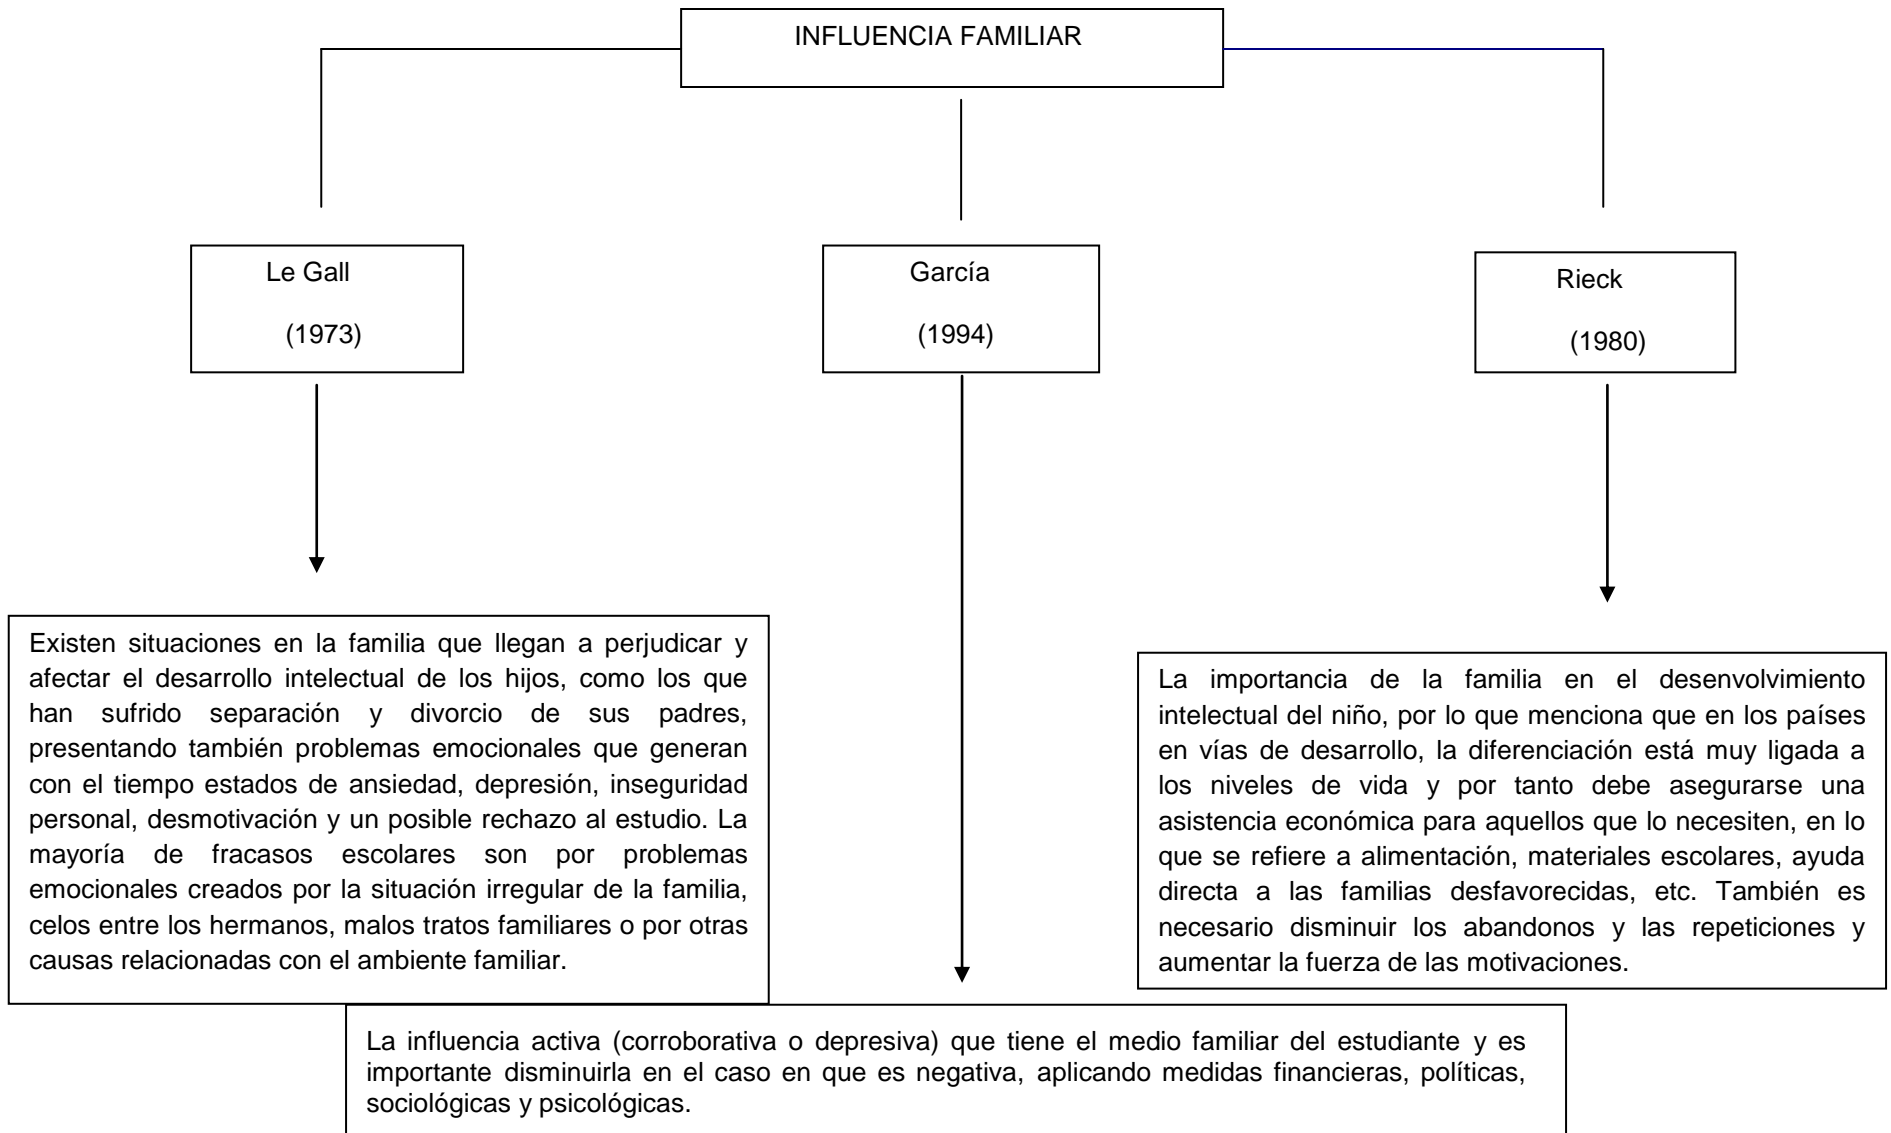 INFLUENCIA FAMILIAR
Le Gall
(1973)
García
(1994)
Rieck
(1980)
Existen situaciones en la familia que llegan a perjudicar y
afectar el desarrollo intelectual de los hijos, como los que
han sufrido separación y divorcio de sus padres,
presentando también problemas emocionales que generan
con el tiempo estados de ansiedad, depresión, inseguridad
personal, desmotivación y un posible rechazo al estudio. La
mayoría de fracasos escolares son por problemas
emocionales creados por la situación irregular de la familia,
celos entre los hermanos, malos tratos familiares o por otras
causas relacionadas con el ambiente familiar.
La importancia de la familia en el desenvolvimiento
intelectual del niño, por lo que menciona que en los países
en vías de desarrollo, la diferenciación está muy ligada a
los niveles de vida y por tanto debe asegurarse una
asistencia económica para aquellos que lo necesiten, en lo
que se refiere a alimentación, materiales escolares, ayuda
directa a las familias desfavorecidas, etc. También es
necesario disminuir los abandonos y las repeticiones y
aumentar la fuerza de las motivaciones.
La influencia activa (corroborativa o depresiva) que tiene el medio familiar del estudiante y es
importante disminuirla en el caso en que es negativa, aplicando medidas financieras, políticas,
sociológicas y psicológicas.